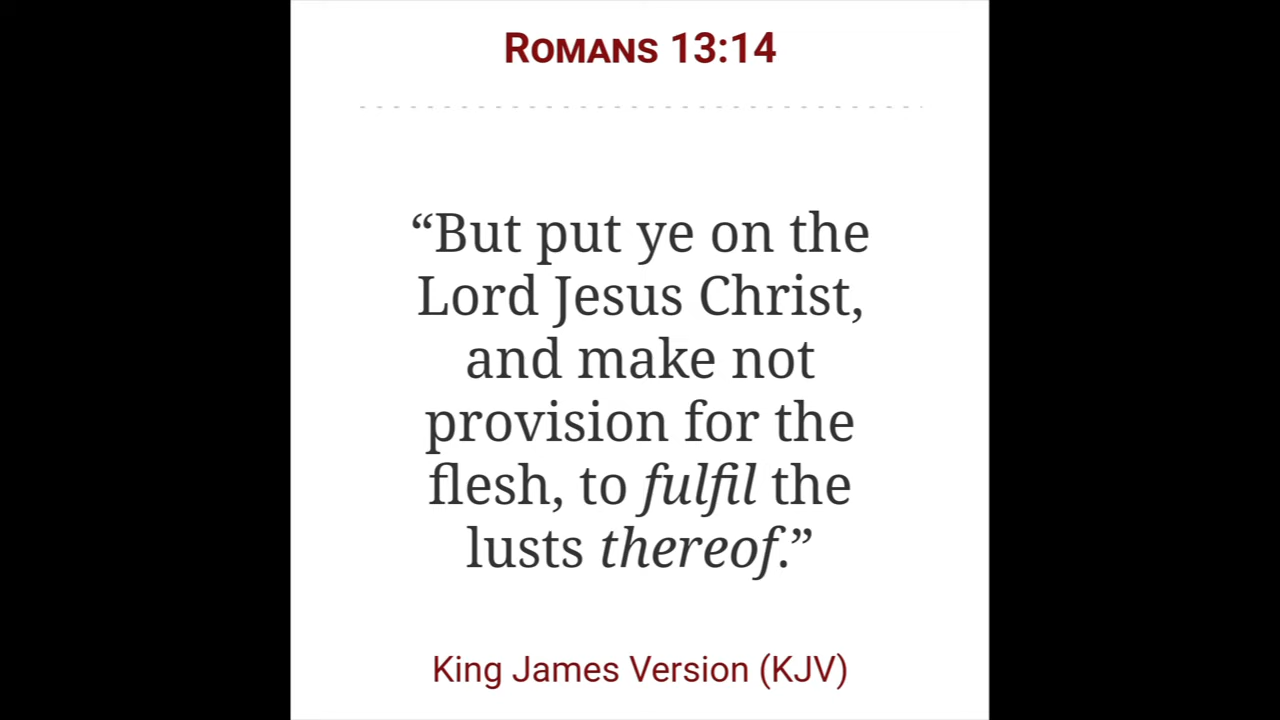 ROMANS 13:14
“But put ye on the
Lord Jesus Christ,
and make not
provision for the
flesh, to fulfil the
lusts thereof.”
King James Version (KJV)